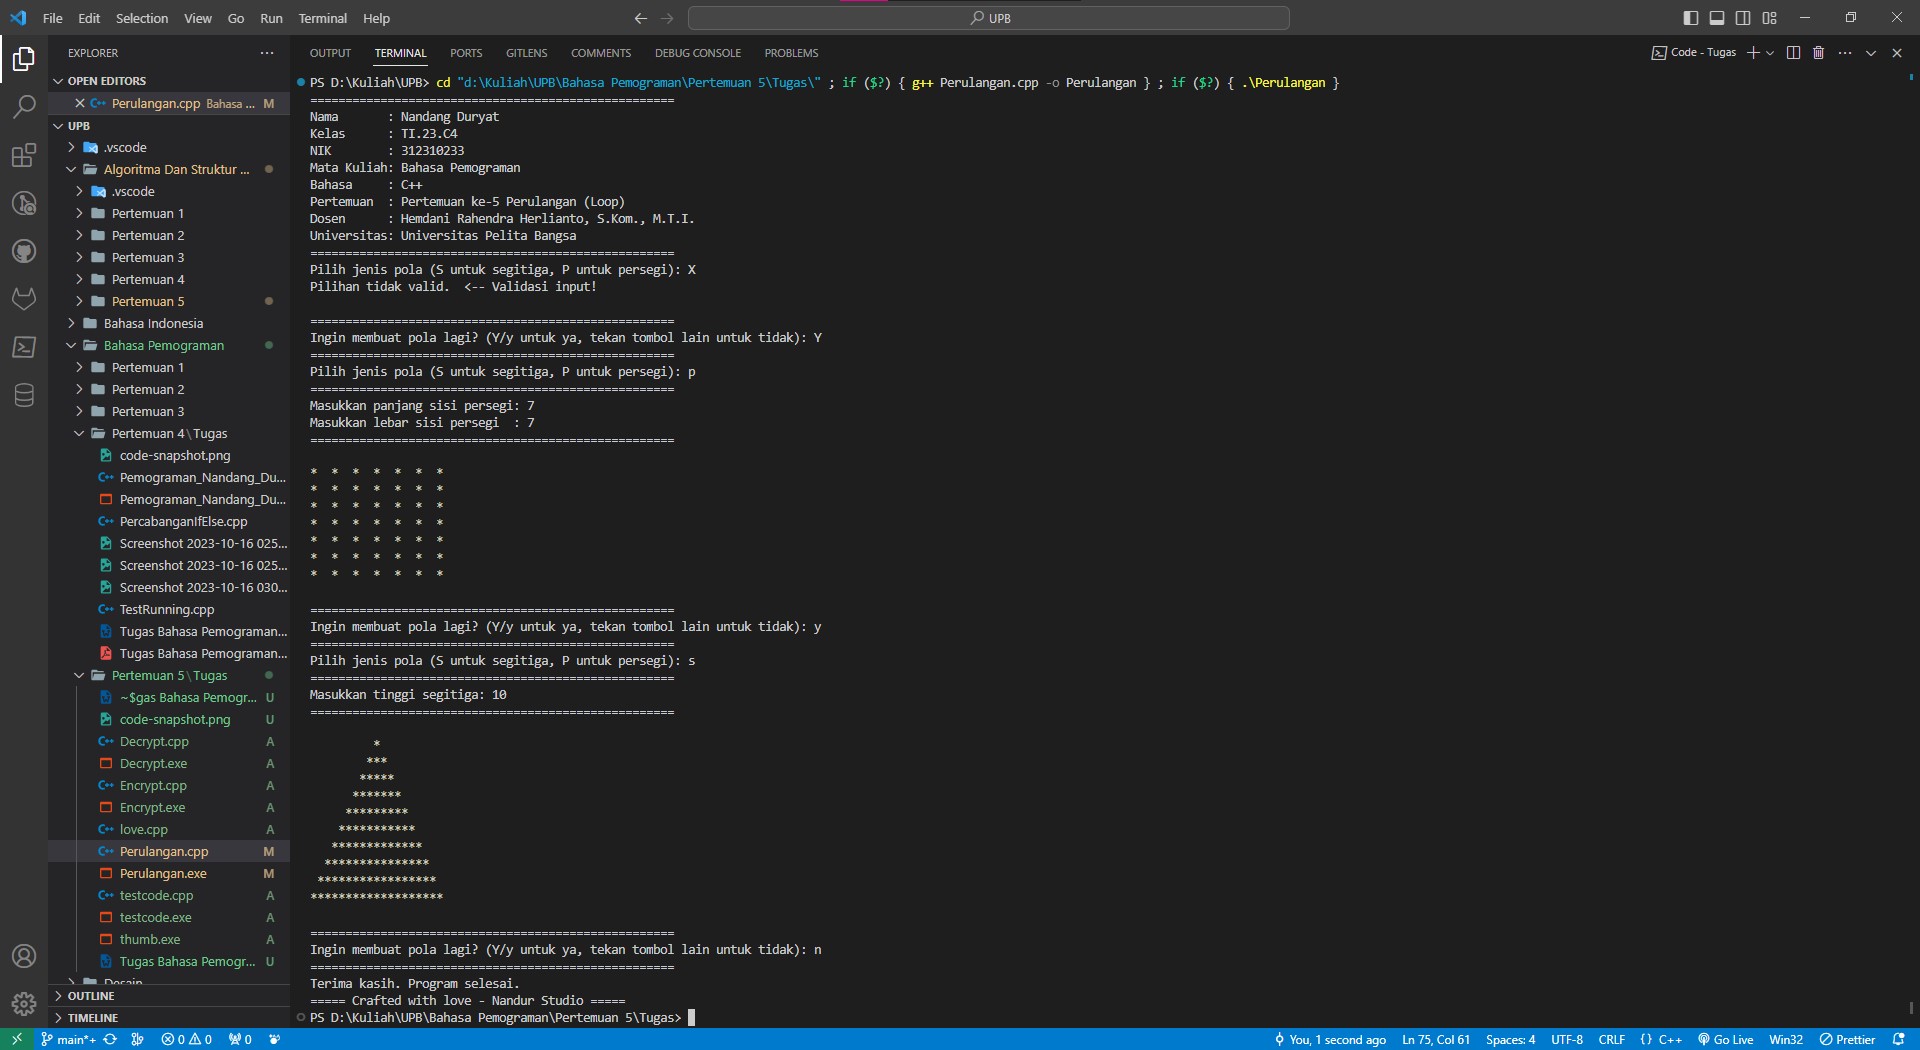 File Edit Selection View Go Run Terminal Help
UPB
EXPLORER
OPEN EDITORS
Perulangan.cpp Bahasa ... M
UPB
.vscode
Algoritma Dan Struktur ...
.vscode
Pertemuan 1
Pertemuan 2
Pertemuan 3
Pertemuan 4
Pertemuan 5
Bahasa Indonesia
Bahasa Pemograman
Pertemuan 1
Pertemuan 2
Pertemuan 3
Pertemuan 4\Tugas
code-snapshot.png
Pemograman_Nandang_Du...
Pemograman_Nandang_Du...
PercabanganIfElse.cpp
Screenshot 2023-10-16 025...
Screenshot 2023-10-16 025...
Screenshot 2023-10-16 030...
TestRunning.cpp
Tugas Bahasa Pemograman...
Tugas Bahasa Pemograman...
Pertemuan 5\Tugas
~$gas Bahasa Pemogr... U
code-snapshot.png U
Decrypt.cpp A
Decrypt.exe A
Encrypt.cpp A
Encrypt.exe A
love.cpp A
Perulangan.cpp M
Perulangan.exe M
testcode.cpp A
testcode.exe A
thumb.exe A
Tugas Bahasa Pemogr... U
Desain
OUTLINE
TIMELINE
OUTPUT TERMINAL PORTS GITLENS COMMENTS DEBUG CONSOLE PROBLEMS
Code - Tugas
PS D:\Kuliah\UPB> cd "d:\Kuliah\UPB\Bahasa Pemograman\Pertemuan 5\Tugas\" ; if ($?) { g++ Perulangan.cpp -o Perulangan } ; if ($?) { .\Perulangan }
====================================================
Nama       : Nandang Duryat
Kelas      : TI.23.C4
NIK        : 312310233
Mata Kuliah: Bahasa Pemograman
Bahasa     : C++
Pertemuan  : Pertemuan ke-5 Perulangan (Loop)
Dosen      : Hemdani Rahendra Herlianto, S.Kom., M.T.I.
Universitas: Universitas Pelita Bangsa
====================================================
Pilih jenis pola (S untuk segitiga, P untuk persegi): X
Pilihan tidak valid.  <-- Validasi input!
====================================================
Ingin membuat pola lagi? (Y/y untuk ya, tekan tombol lain untuk tidak): Y
====================================================
Pilih jenis pola (S untuk segitiga, P untuk persegi): p
====================================================
Masukkan panjang sisi persegi: 7
Masukkan lebar sisi persegi  : 7
====================================================
*  *  *  *  *  *  *
*  *  *  *  *  *  *
*  *  *  *  *  *  *
*  *  *  *  *  *  *
*  *  *  *  *  *  *
*  *  *  *  *  *  *
*  *  *  *  *  *  *
====================================================
Ingin membuat pola lagi? (Y/y untuk ya, tekan tombol lain untuk tidak): y
====================================================
Pilih jenis pola (S untuk segitiga, P untuk persegi): s
====================================================
Masukkan tinggi segitiga: 10
====================================================
         *
        ***
       *****
      *******
     *********
    ***********
   *************
  ***************
 *****************
*******************
====================================================
Ingin membuat pola lagi? (Y/y untuk ya, tekan tombol lain untuk tidak): n
====================================================
Terima kasih. Program selesai.
===== Crafted with love - Nandur Studio =====
PS D:\Kuliah\UPB\Bahasa Pemograman\Pertemuan 5\Tugas>
main*+ 0 0 0 You, 1 second ago Ln 75, Col 61 Spaces: 4 UTF-8 CRLF {} C++ Go Live Win32 Prettier